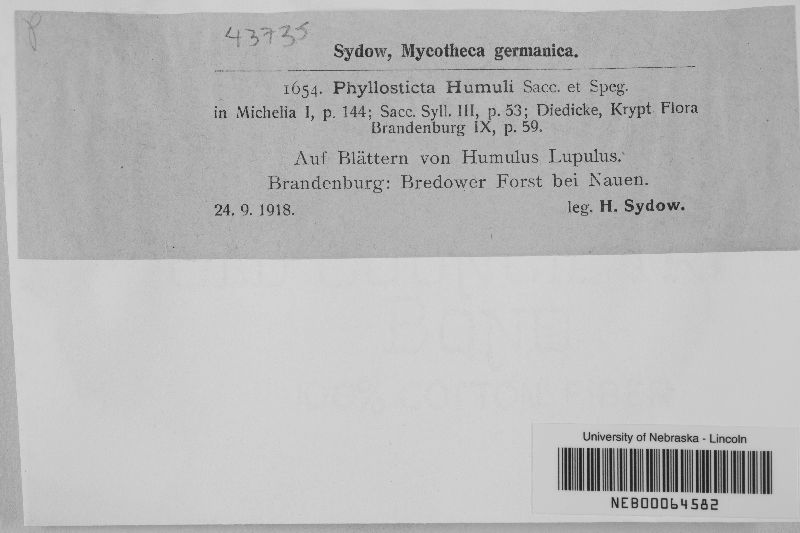 43735
Sydow, Mycotheca germanica.
1654. Phyllosticta Humuli Sacc. et Speg.
in Michelia I, p. 144; Sacc. Syll. III, p. 53; Diedicke, Krypt Flora
Brandenburg IX, p. 59.
Auf Blättern von Humulus Lupulus.
Brandenburg: Bredower Forst bei Nauen.
24. 9. 1918. leg. H. Sydow.
COTTON FIBER
University of Nebraska - Lincoln
NEB00064582